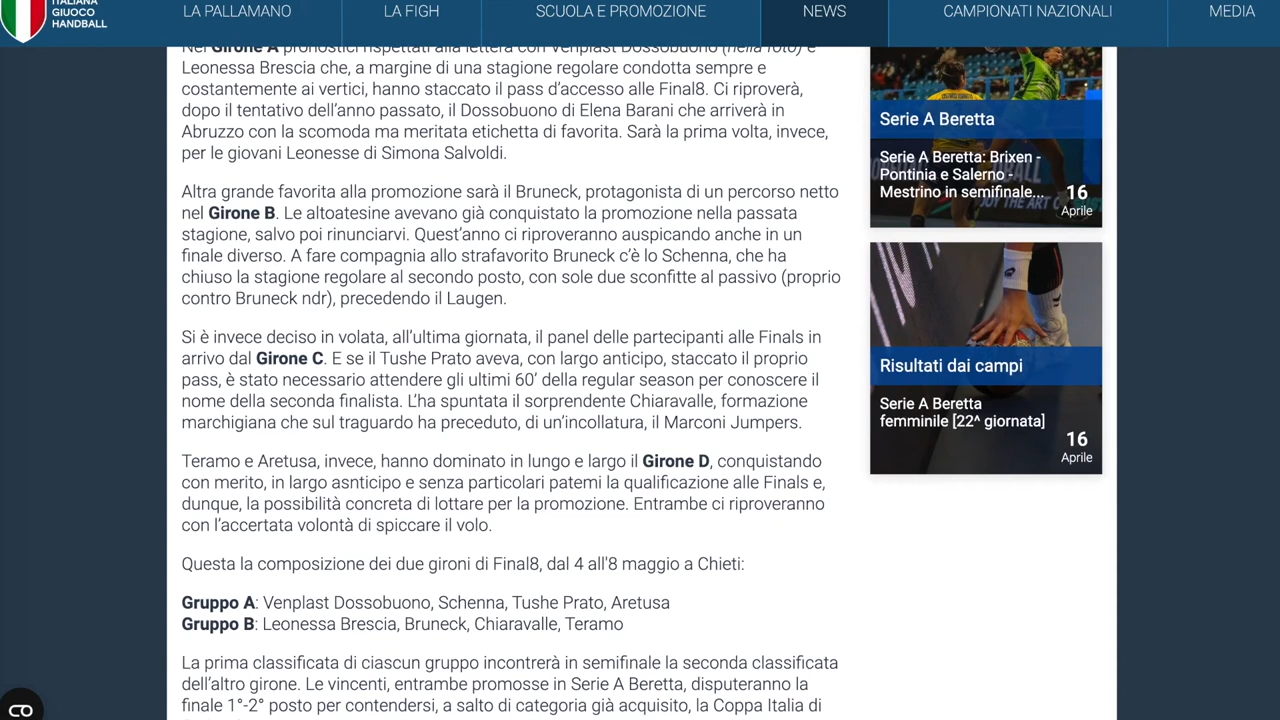 ITALIANA
GIUOCO
HANDBALL
LA PALLAMANO
LA FIGH
SCUOLA E PROMOZIONE
NEWS
CAMPIONATI NAZIONALI
MEDIA
Nel Girone A pronostici rispettati alla lettera con Venplast Dossobuono (nella foto) e
Leonessa Brescia che, a margine di una stagione regolare condotta sempre e
costantemente ai vertici, hanno staccato il pass d’accesso alle Final8. Ci riproverà,
dopo il tentativo dell’anno passato, il Dossobuono di Elena Barani che arriverà in
Abruzzo con la scomoda ma meritata etichetta di favorita. Sarà la prima volta, invece,
per le giovani Leonesse di Simona Salvoldi.
Altra grande favorita alla promozione sarà il Bruneck, protagonista di un percorso netto
nel Girone B. Le altoatesine avevano già conquistato la promozione nella passata
stagione, salvo poi rinunciarvi. Quest’anno ci riproveranno auspicando anche in un
finale diverso. A fare compagnia allo strafavorito Bruneck c’è lo Schenna, che ha
chiuso la stagione regolare al secondo posto, con sole due sconfitte al passivo (proprio
contro Bruneck ndr), precedendo il Laugen.
Si è invece deciso in volata, all’ultima giornata, il panel delle partecipanti alle Finals in
arrivo dal Girone C. E se il Tushe Prato aveva, con largo anticipo, staccato il proprio
pass, è stato necessario attendere gli ultimi 60’ della regular season per conoscere il
nome della seconda finalista. L’ha spuntata il sorprendente Chiaravalle, formazione
marchigiana che sul traguardo ha preceduto, di un’incollatura, il Marconi Jumpers.
Teramo e Aretusa, invece, hanno dominato in lungo e largo il Girone D, conquistando
con merito, in largo asnticipo e senza particolari patemi la qualificazione alle Finals e,
dunque, la possibilità concreta di lottare per la promozione. Entrambe ci riproveranno
con l’accertata volontà di spiccare il volo.
Questa la composizione dei due gironi di Final8, dal 4 all'8 maggio a Chieti:
Gruppo A: Venplast Dossobuono, Schenna, Tushe Prato, Aretusa
Gruppo B: Leonessa Brescia, Bruneck, Chiaravalle, Teramo
La prima classificata di ciascun gruppo incontrerà in semifinale la seconda classificata
dell’altro girone. Le vincenti, entrambe promosse in Serie A Beretta, disputeranno la
finale 1°-2° posto per contendersi, a salto di categoria già acquisito, la Coppa Italia di
Serie A Beretta
Serie A Beretta: Brixen -
Pontinia e Salerno -
Mestrino in semifinale...
16
Aprile
Risultati dai campi
Serie A Beretta
femminile [22^ giornata]
16
Aprile